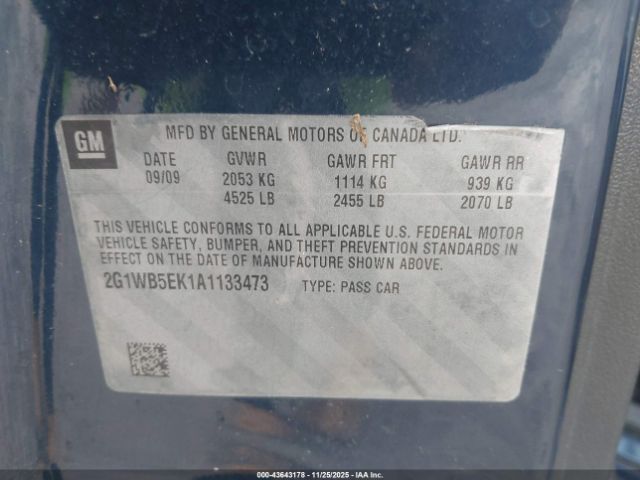 GM
MFD BY GENERAL MOTORS OF CANADA LTD.
DATE GVWR GAWR FRT GAWR RR
09/09 2053 KG 1114 KG 939 KG
4525 LB 2455 LB 2070 LB
THIS VEHICLE CONFORMS TO ALL APPLICABLE U.S. FEDERAL MOTOR
VEHICLE SAFETY, BUMPER, AND THEFT PREVENTION STANDARDS IN
EFFECT ON THE DATE OF MANUFACTURE SHOWN ABOVE.
2G1WB5EK1A1133473 TYPE: PASS CAR
200-43643178 - 11/25/2025 - IAAI.COM